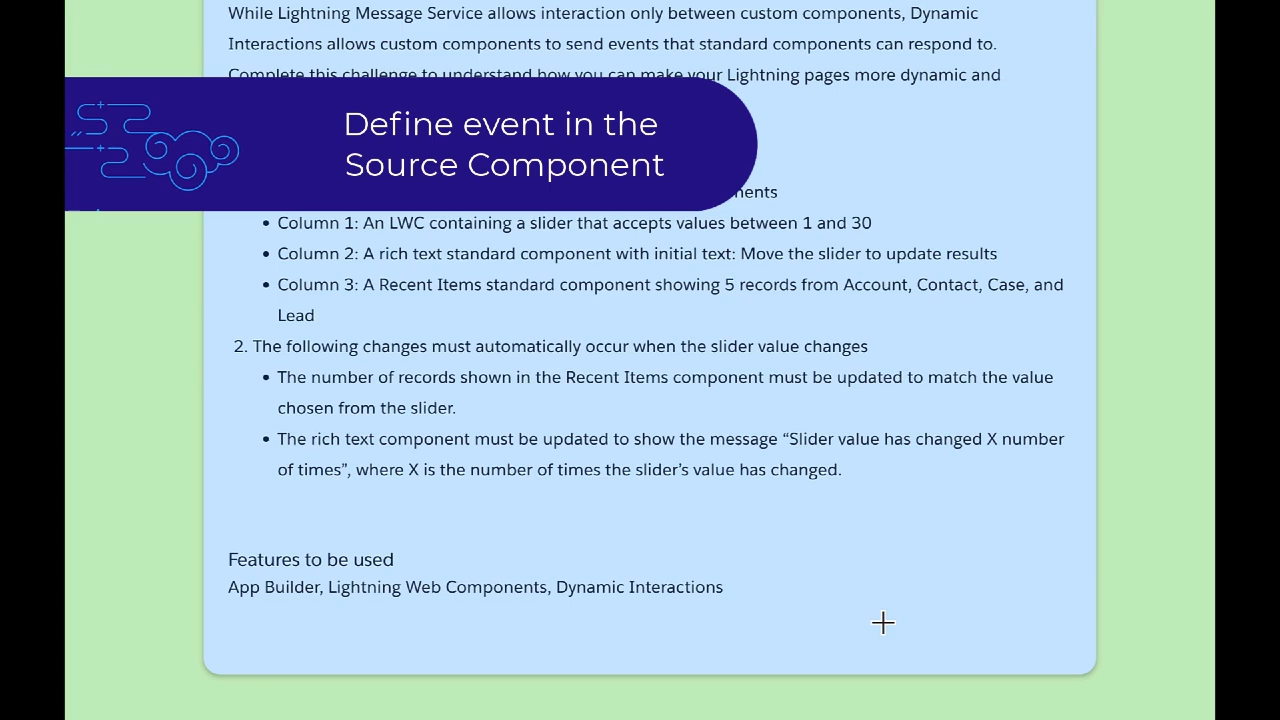 While Lightning Message Service allows interaction only between custom components, Dynamic
Interactions allows custom components to send events that standard components can respond to.
Complete this challenge to understand how you can make your Lightning pages more dynamic and
Define event in the
Source Component
• Column 1: An LWC containing a slider that accepts values between 1 and 30
• Column 2: A rich text standard component with initial text: Move the slider to update results
• Column 3: A Recent Items standard component showing 5 records from Account, Contact, Case, and
Lead
2. The following changes must automatically occur when the slider value changes
• The number of records shown in the Recent Items component must be updated to match the value
chosen from the slider.
• The rich text component must be updated to show the message “Slider value has changed X number
of times”, where X is the number of times the slider’s value has changed.
Features to be used
App Builder, Lightning Web Components, Dynamic Interactions